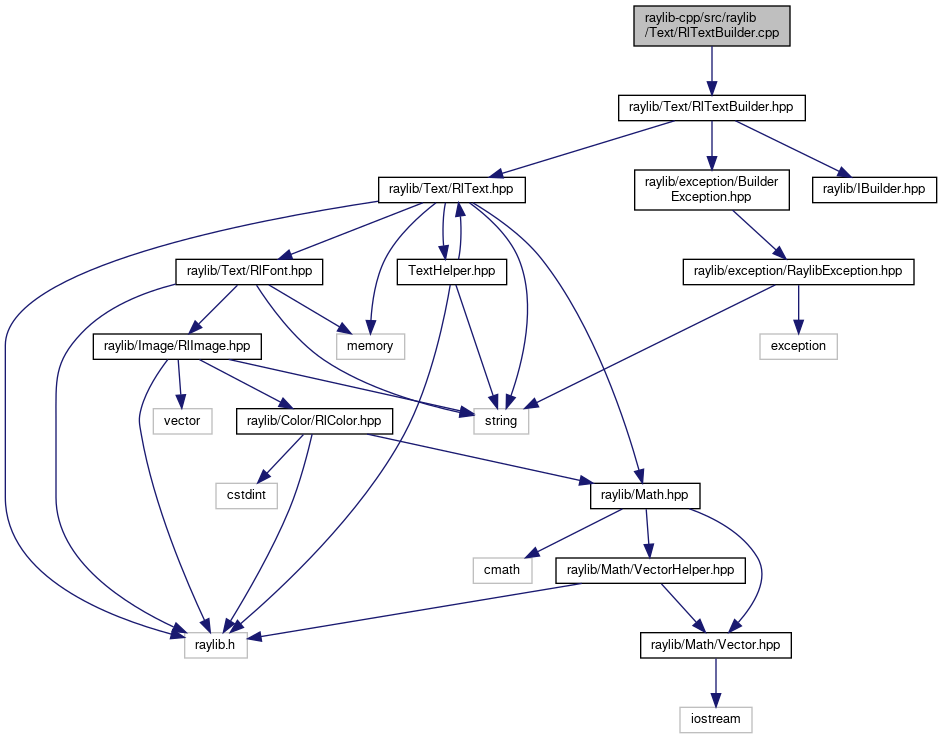 raylib-cpp/src/raylib
/Text/RlTextBuilder.cpp
raylib/Text/RlTextBuilder.hpp
raylib/Text/RlText.hpp
raylib/exception/Builder
Exception.hpp
raylib/IBuilder.hpp
raylib/Text/RlFont.hpp
TextHelper.hpp
raylib/exception/RaylibException.hpp
raylib/Image/RlImage.hpp
memory
exception
vector
raylib/Color/RlColor.hpp
string
cstdint
raylib/Math.hpp
cmath
raylib/Math/VectorHelper.hpp
raylib.h
raylib/Math/Vector.hpp
iostream